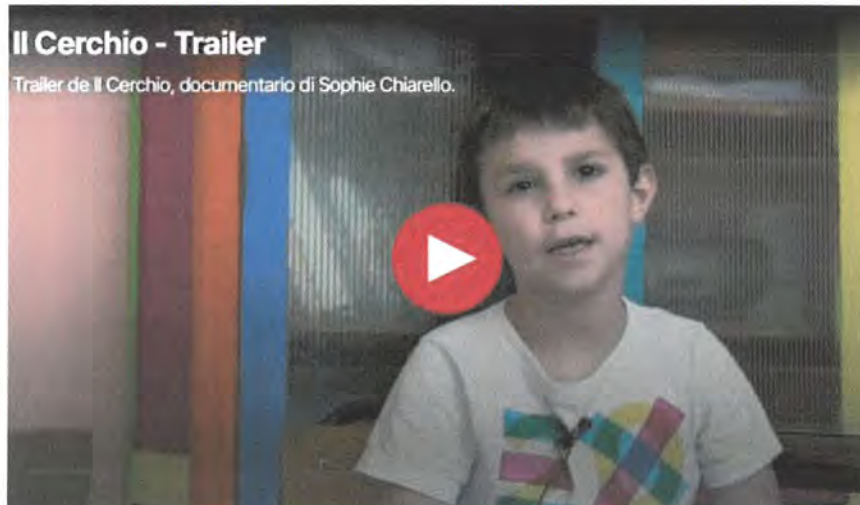 Il Cerchio - Trailer
Trailer de Il Cerchio, documentario di Sophie Chiarello.